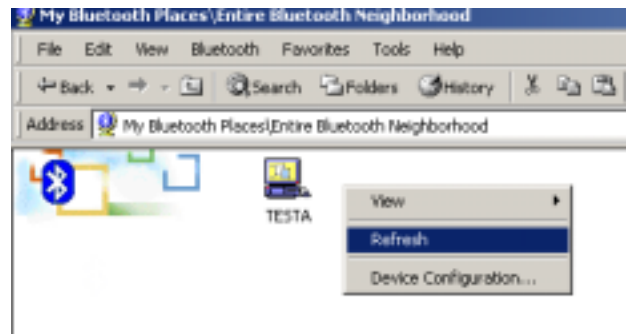 My Bluetooth Places\Entire Bluetooth Neighborhood
File Edit View Bluetooth Favorites Tools Help
Back Search Folders History
Address My Bluetooth Places\Entire Bluetooth Neighborhood
TESTA
View
Refresh
Device Configuration...